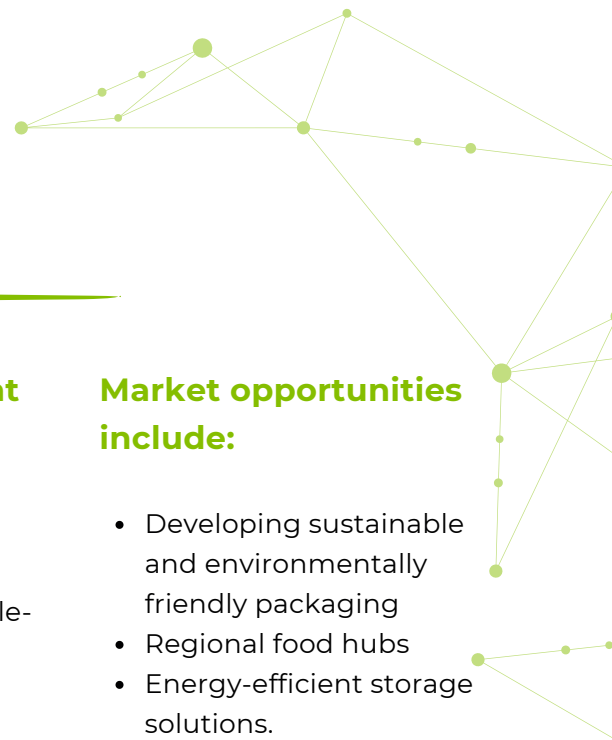 Market opportunities
include:
• Developing sustainable
and environmentally
friendly packaging
• Regional food hubs
• Energy-efficient storage
solutions.